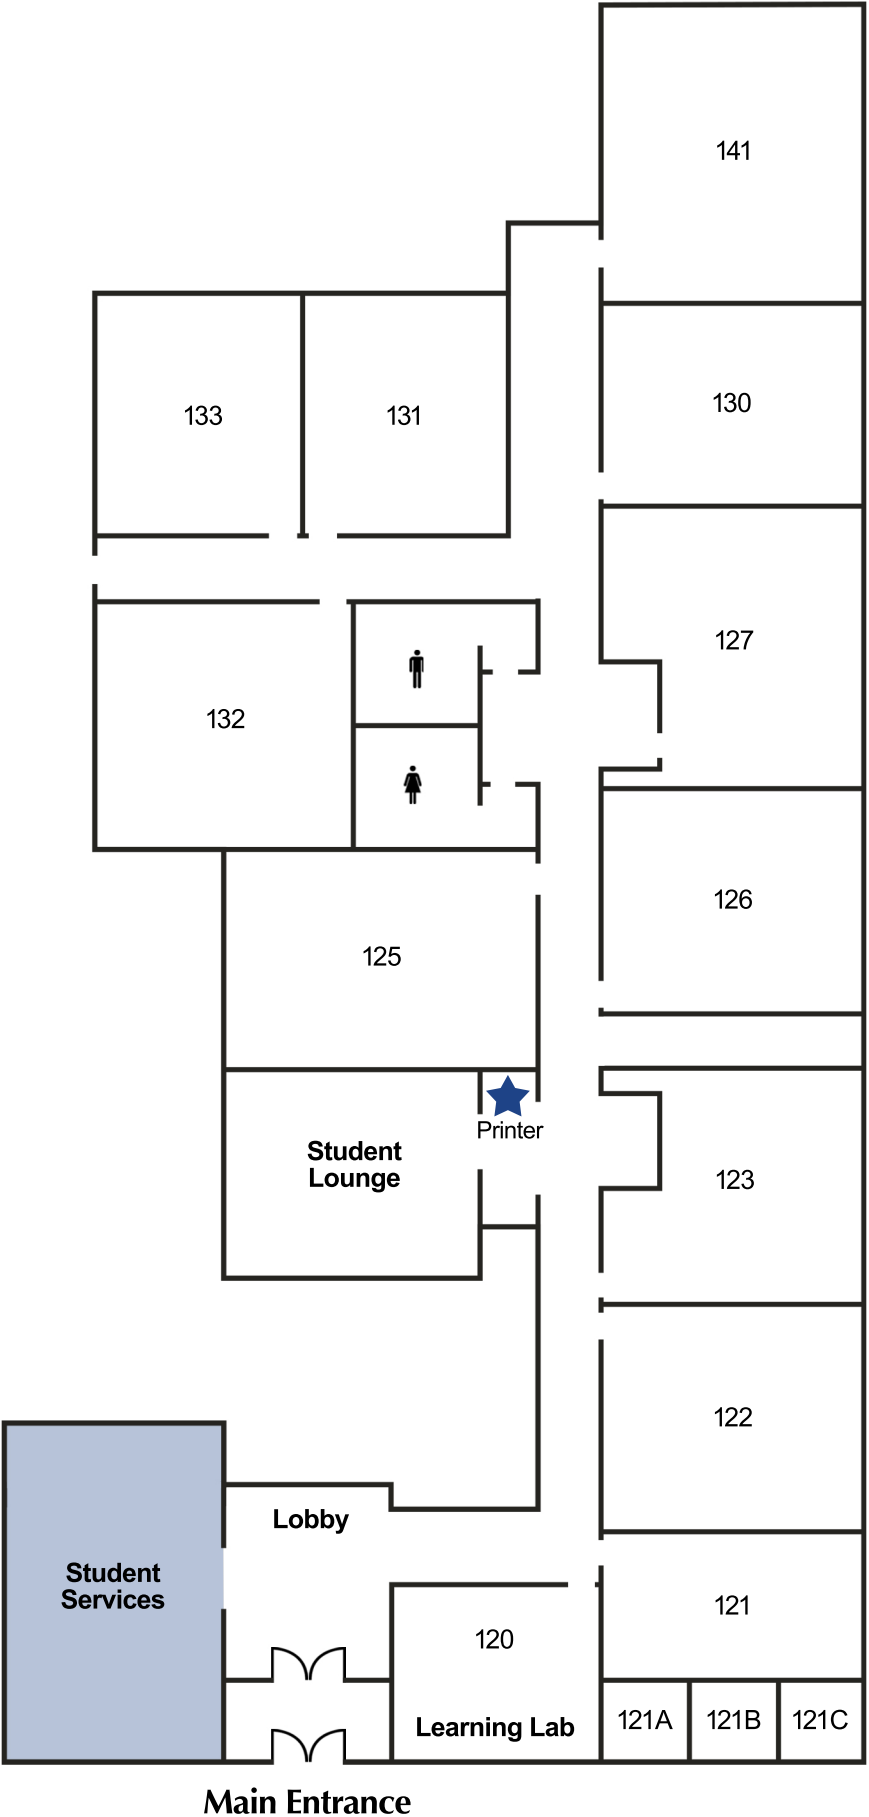 141
130
133
131
127
132
126
125
Printer
Student
Lounge
123
122
Lobby
Student
Services
121
120
Learning Lab
121A
121B
121C
Main Entrance